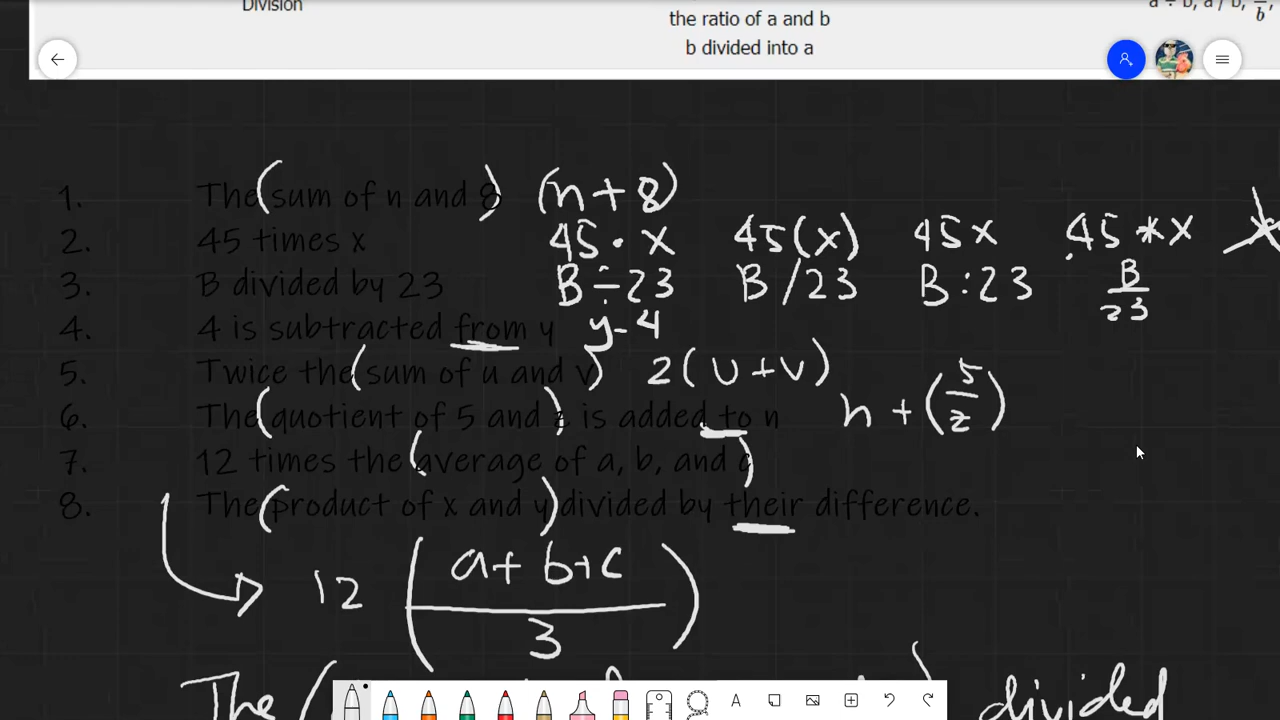 Division
the ratio of a and b
a ÷ b, a / b, a/b,
b divided into a
1. The (sum of n and 8) (n + 8)
2. 45 times x 45 · x 45(x) 45x 45 * x
3. B divided by 23 B ÷ 23 B / 23 B : 23 B/23
4. 4 is subtracted from y y - 4
5. Twice the (sum of u and v) 2(u + v)
6. The (quotient of 5 and z) is added to n n + (5/z)
7. 12 times the (average of a, b, and c)
8. The (product of x and y) divided by their difference.
12 (a + b + c / 3)
The ( ) divided